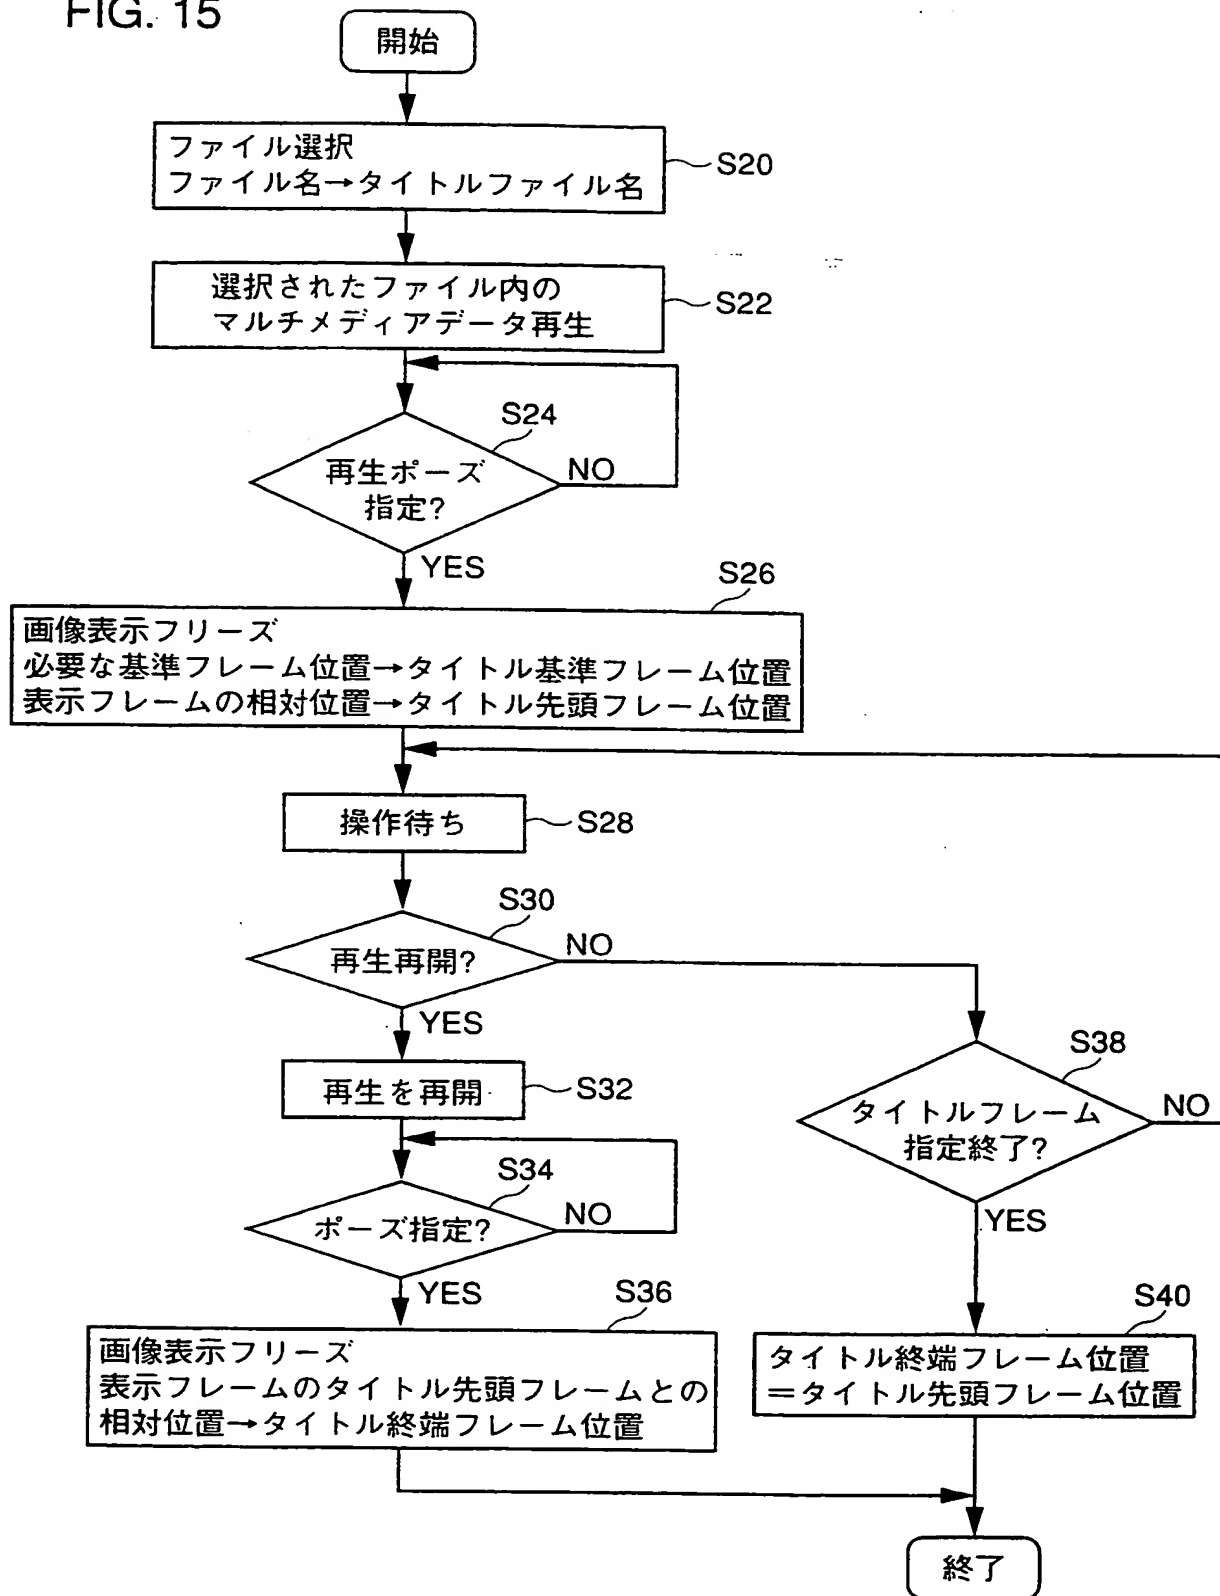 FIG. 15
開始
ファイル選択
ファイル名→タイトルファイル名
S20
選択されたファイル内の
マルチメディアデータ再生
S22
S24
再生ポーズ
指定?
NO
YES
S26
画像表示フリーズ
必要な基準フレーム位置→タイトル基準フレーム位置
表示フレームの相対位置→タイトル先頭フレーム位置
操作待ち
S28
S30
再生再開?
NO
YES
S38
再生を再開
S32
タイトルフレーム
指定終了?
NO
S34
ポーズ指定?
NO
YES
YES
S36
S40
画像表示フリーズ
表示フレームのタイトル先頭フレームとの
相対位置→タイトル終端フレーム位置
タイトル終端フレーム位置
=タイトル先頭フレーム位置
終了